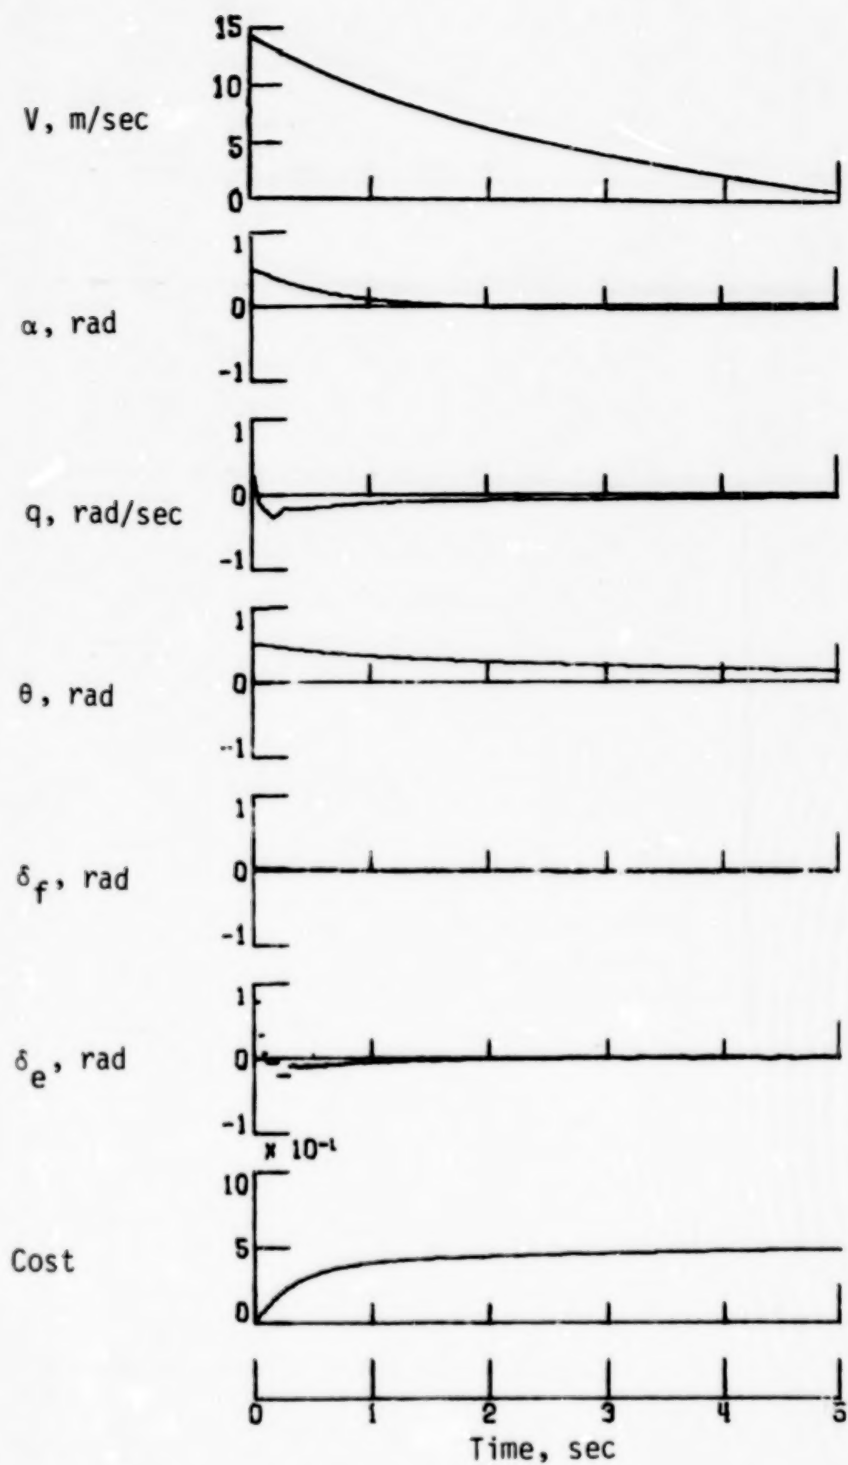 15
10
V, m/sec
5
0
1
0
α, rad
-1
1
0
q, rad/sec
-1
1
0
θ, rad
-1
1
0
δf, rad
-1
1
0
δe, rad
-1
× 10-1
10
5
Cost
0
0 1 2 3 4 5
Time, sec